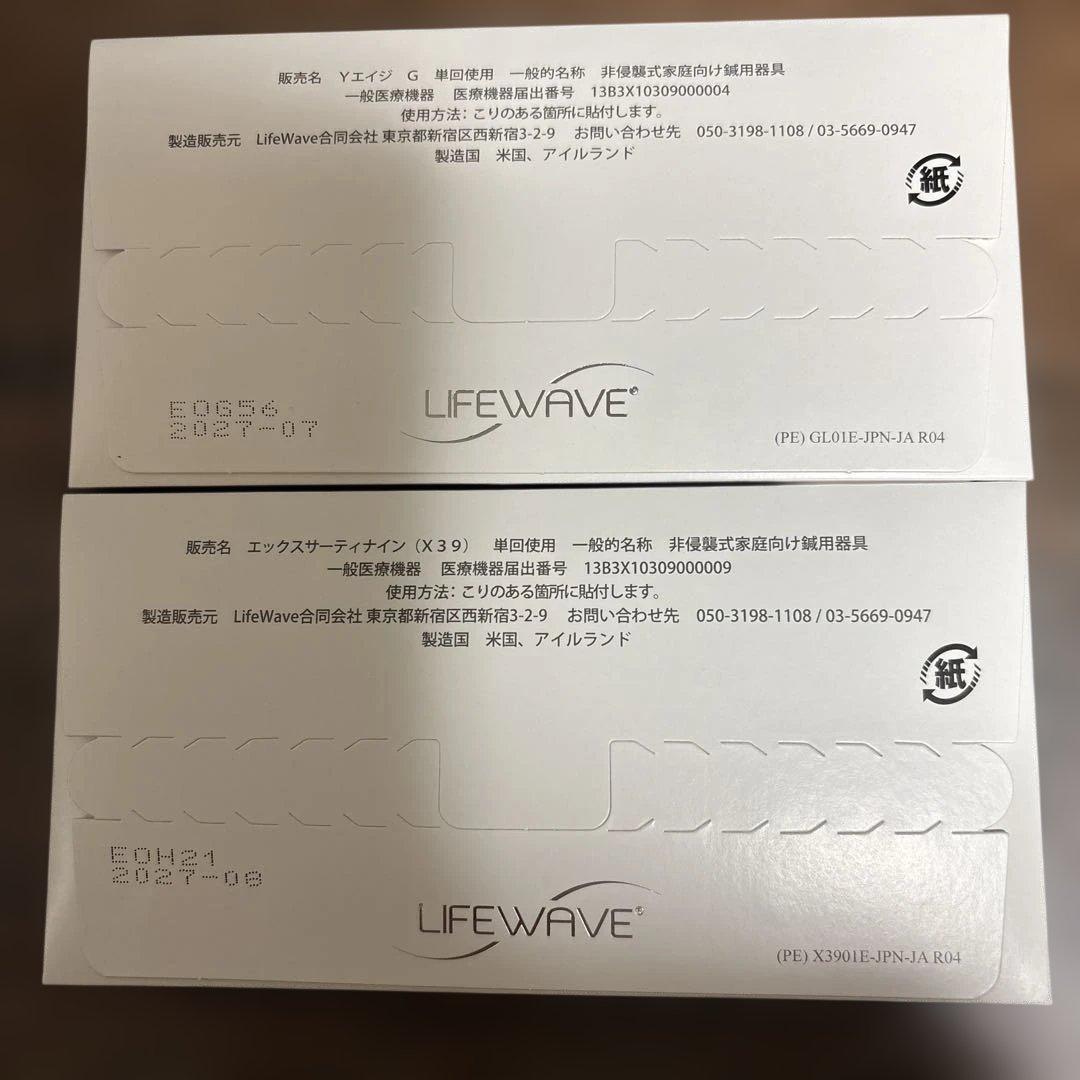 販売名　Yエイジ　G　単回使用　一般的名称　非侵襲式家庭向け鍼用器具
一般医療機器　医療機器届出番号　13B3X10309000004
使用方法：こりのある箇所に貼付します。
製造販売元　LifeWave合同会社 東京都新宿区西新宿3-2-9　お問い合わせ先　050-3198-1108 / 03-5669-0947
製造国　米国、アイルランド
紙
LIFEWAVE®
E0G56
2027-07
(PE) GL01E-JPN-JA R04
販売名　エックスサーティナイン（X39）　単回使用　一般的名称　非侵襲式家庭向け鍼用器具
一般医療機器　医療機器届出番号　13B3X10309000009
使用方法：こりのある箇所に貼付します。
製造販売元　LifeWave合同会社 東京都新宿区西新宿3-2-9　お問い合わせ先　050-3198-1108 / 03-5669-0947
製造国　米国、アイルランド
紙
E0H21
2027-08
LIFEWAVE®
(PE) X3901E-JPN-JA R04